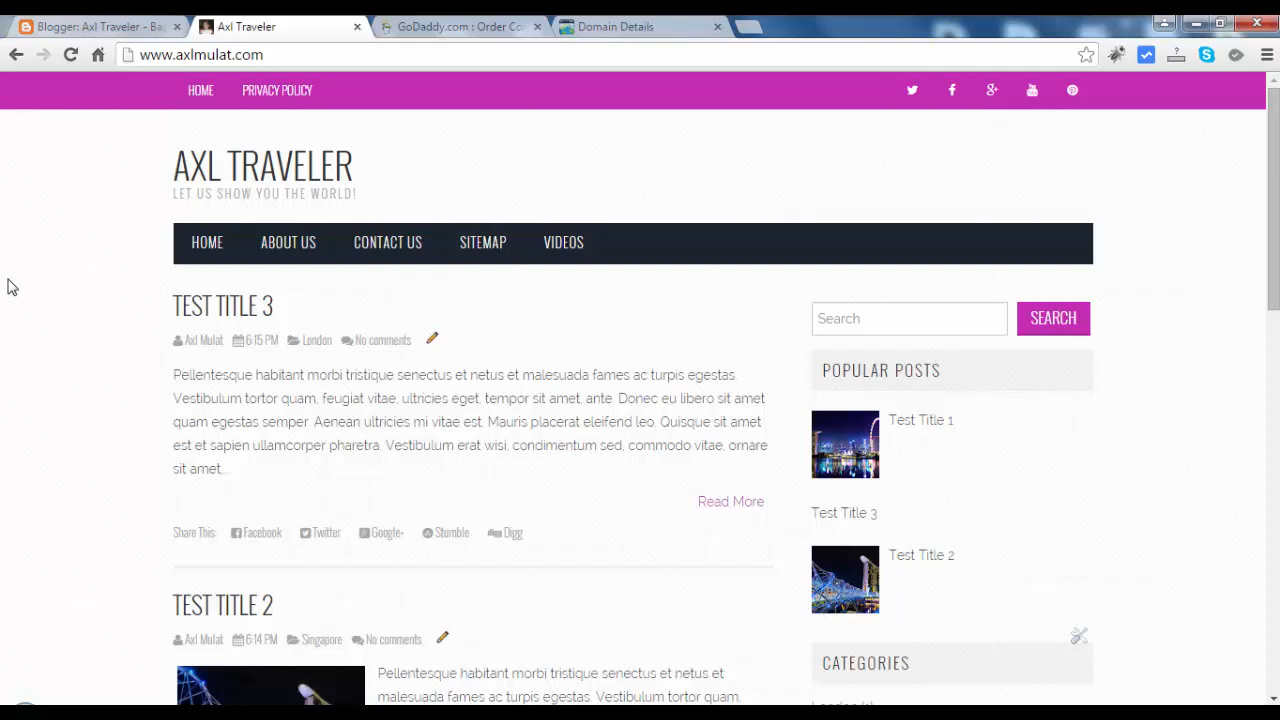 Blogger: Axl Traveler - Ba
Axl Traveler
GoDaddy.com : Order Co
Domain Details
www.axlmulat.com
HOME PRIVACY POLICY
AXL TRAVELER
LET US SHOW YOU THE WORLD!
HOME ABOUT US CONTACT US SITEMAP VIDEOS
TEST TITLE 3
Axl Mulat 6:15 PM London No comments
Pellentesque habitant morbi tristique senectus et netus et malesuada fames ac turpis egestas.
Vestibulum tortor quam, feugiat vitae, ultricies eget, tempor sit amet, ante. Donec eu libero sit amet
quam egestas semper. Aenean ultricies mi vitae est. Mauris placerat eleifend leo. Quisque sit amet
est et sapien ullamcorper pharetra. Vestibulum erat wisi, condimentum sed, commodo vitae, ornare
sit amet,...
Read More
Share This: Facebook Twitter Google+ Stumble Digg
TEST TITLE 2
Axl Mulat 6:14 PM Singapore No comments
Pellentesque habitant morbi tristique senectus et netus et
malesuada fames ac turpis egestas. Vestibulum tortor quam,
Search SEARCH
POPULAR POSTS
Test Title 1
Test Title 3
Test Title 2
CATEGORIES